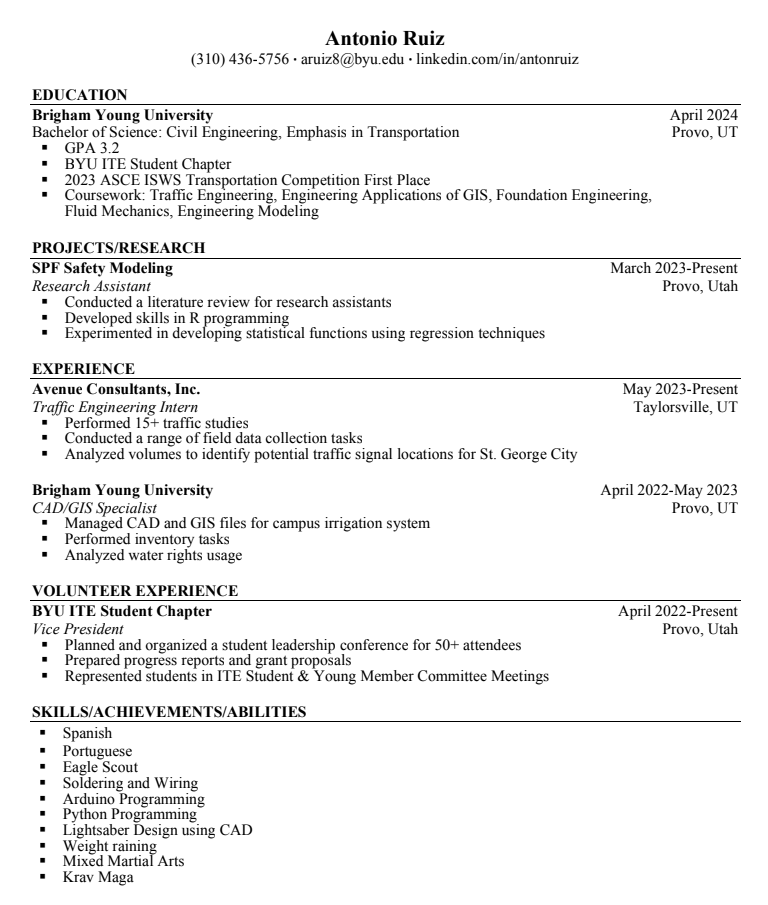 Antonio Ruiz
(310) 436-5756 ▪ aruiz8@byu.edu ▪ linkedin.com/in/antonruiz
EDUCATION
Brigham Young University April 2024
Bachelor of Science: Civil Engineering, Emphasis in Transportation Provo, UT
▪ GPA 3.2
▪ BYU ITE Student Chapter
▪ 2023 ASCE ISWS Transportation Competition First Place
▪ Coursework: Traffic Engineering, Engineering Applications of GIS, Foundation Engineering,
Fluid Mechanics, Engineering Modeling
PROJECTS/RESEARCH
SPF Safety Modeling March 2023-Present
Research Assistant Provo, Utah
▪ Conducted a literature review for research assistants
▪ Developed skills in R programming
▪ Experimented in developing statistical functions using regression techniques
EXPERIENCE
Avenue Consultants, Inc. May 2023-Present
Traffic Engineering Intern Taylorsville, UT
▪ Performed 15+ traffic studies
▪ Conducted a range of field data collection tasks
▪ Analyzed volumes to identify potential traffic signal locations for St. George City
Brigham Young University April 2022-May 2023
CAD/GIS Specialist Provo, UT
▪ Managed CAD and GIS files for campus irrigation system
▪ Performed inventory tasks
▪ Analyzed water rights usage
VOLUNTEER EXPERIENCE
BYU ITE Student Chapter April 2022-Present
Vice President Provo, Utah
▪ Planned and organized a student leadership conference for 50+ attendees
▪ Prepared progress reports and grant proposals
▪ Represented students in ITE Student & Young Member Committee Meetings
SKILLS/ACHIEVEMENTS/ABILITIES
▪ Spanish
▪ Portuguese
▪ Eagle Scout
▪ Soldering and Wiring
▪ Arduino Programming
▪ Python Programming
▪ Lightsaber Design using CAD
▪ Weight raining
▪ Mixed Martial Arts
▪ Krav Maga